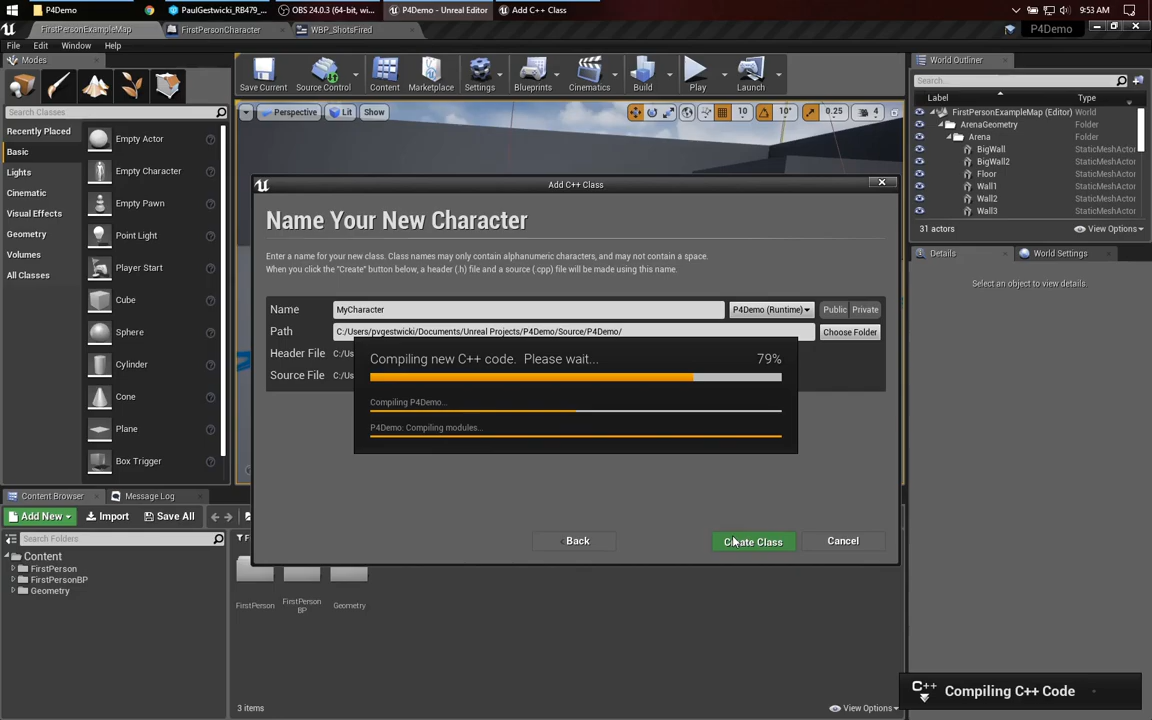 P4Demo
PaulGestwicki_RB479_...
OBS 24.0.3 (64-bit, wi...
P4Demo - Unreal Editor
Add C++ Class
9:53 AM
FirstPersonExampleMap
FirstPersonCharacter
WBP_ShotsFired
P4Demo
File Edit Window Help
Modes
Search Classes
Recently Placed
Basic
Lights
Cinematic
Visual Effects
Geometry
Volumes
All Classes
Empty Actor
Empty Character
Empty Pawn
Point Light
Player Start
Cube
Sphere
Cylinder
Cone
Plane
Box Trigger
Save Current
Source Control
Content
Marketplace
Settings
Blueprints
Cinematics
Build
Play
Launch
Perspective Lit Show
10 10° 0.25 4
World Outliner
Search...
Label Type
FirstPersonExampleMap (Editor) World
ArenaGeometry Folder
Arena Folder
BigWall StaticMeshActor
BigWall2 StaticMeshActor
Floor StaticMeshActor
Wall1 StaticMeshActor
Wall2 StaticMeshActor
Wall3 StaticMeshActor
31 actors View Options
Details World Settings
Select an object to view details.
Add C++ Class
Name Your New Character
Enter a name for your new class. Class names may only contain alphanumeric characters, and may not contain a space.
When you click the "Create" button below, a header (.h) file and a source (.cpp) file will be made using this name.
Name MyCharacter P4Demo (Runtime) Public Private
Path C:/Users/pvgestwicki/Documents/Unreal Projects/P4Demo/Source/P4Demo/ Choose Folder
Header File C:/Us
Source File C:/Us
Compiling new C++ code. Please wait... 79%
Compiling P4Demo...
P4Demo: Compiling modules...
Back Create Class Cancel
Content Browser Message Log
Add New Import Save All
Search Folders
Content
FirstPerson
FirstPersonBP
Geometry
FirstPerson
FirstPerson
BP
Geometry
3 items View Options
C++ Compiling C++ Code